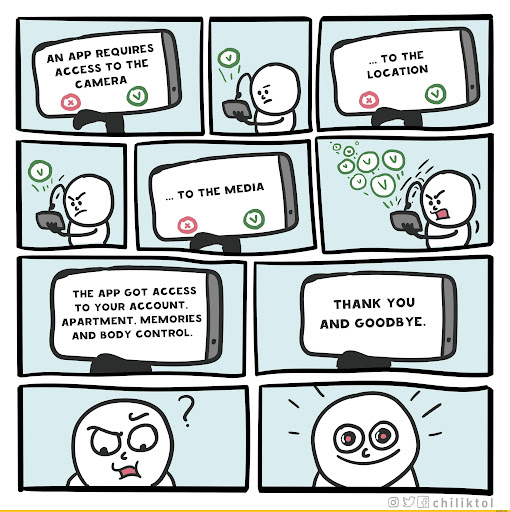 AN APP REQUIRES
ACCESS TO THE
CAMERA
... TO THE
LOCATION
... TO THE MEDIA
THE APP GOT ACCESS
TO YOUR ACCOUNT,
APARTMENT, MEMORIES
AND BODY CONTROL.
THANK YOU
AND GOODBYE.
?
chiliktol